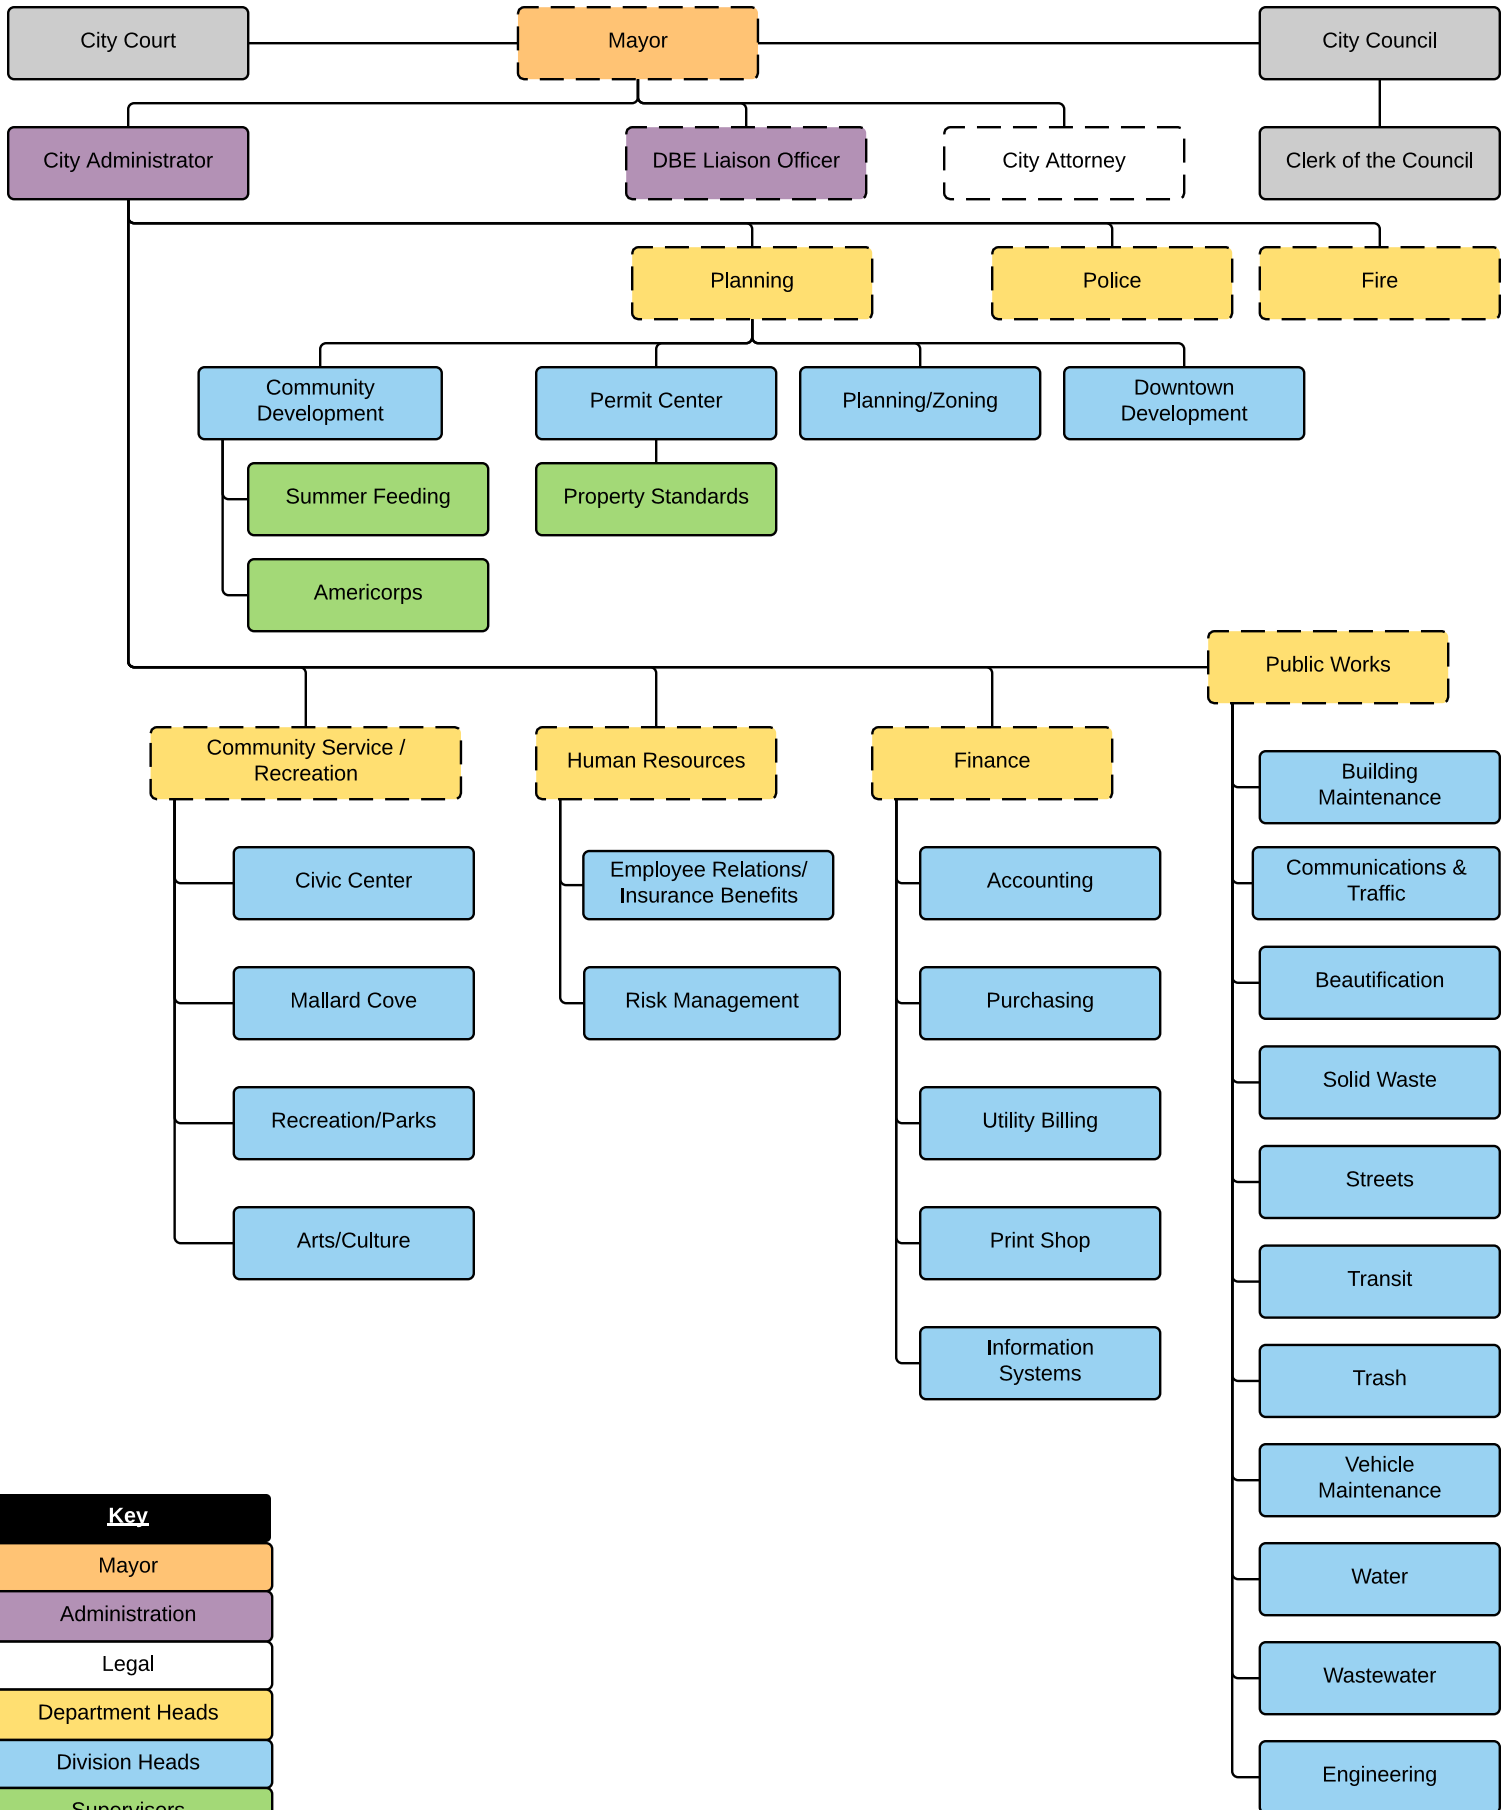 City Court
Mayor
City Council
City Administrator
DBE Liaison Officer
City Attorney
Clerk of the Council
Planning
Police
Fire
Community
Development
Permit Center
Planning/Zoning
Downtown
Development
Summer Feeding
Property Standards
Americorps
Public Works
Community Service /
Recreation
Human Resources
Finance
Building
Maintenance
Civic Center
Employee Relations/
Insurance Benefits
Accounting
Communications &
Traffic
Mallard Cove
Risk Management
Purchasing
Beautification
Solid Waste
Recreation/Parks
Utility Billing
Streets
Arts/Culture
Print Shop
Transit
Information
Systems
Trash
Vehicle
Maintenance
Water
Wastewater
Engineering
Key
Mayor
Administration
Legal
Department Heads
Division Heads
Supervisors